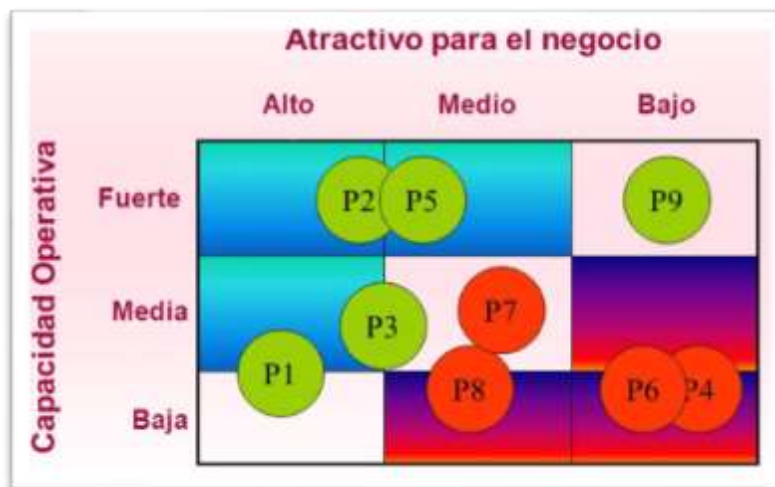 Atractivo para el negocio
Alto Medio Bajo
Capacidad Operativa
Fuerte P2 P5 P9
Media P3 P7
P1 P8 P6 P4
Baja